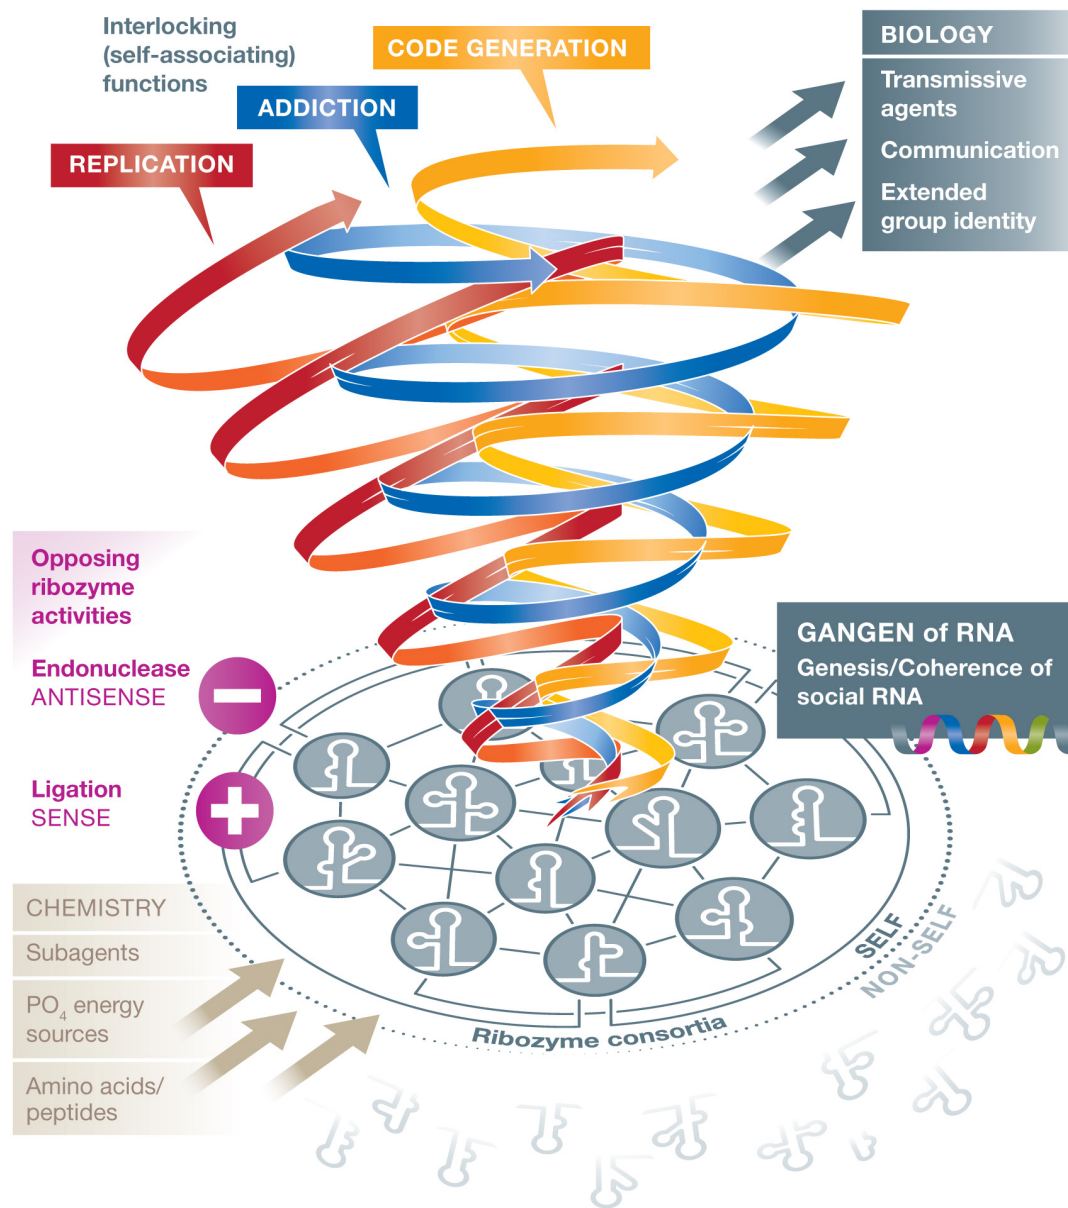 Interlocking
(self-associating)
functions
CODE GENERATION
ADDICTION
REPLICATION
BIOLOGY
Transmissive
agents
Communication
Extended
group identity
Opposing
ribozyme
activities
Endonuclease
ANTISENSE
Ligation
SENSE
GANGEN of RNA
Genesis/Coherence of
social RNA
CHEMISTRY
Subagents
PO₄ energy
sources
Amino acids/
peptides
Ribozyme consortia
SELF
NON-SELF